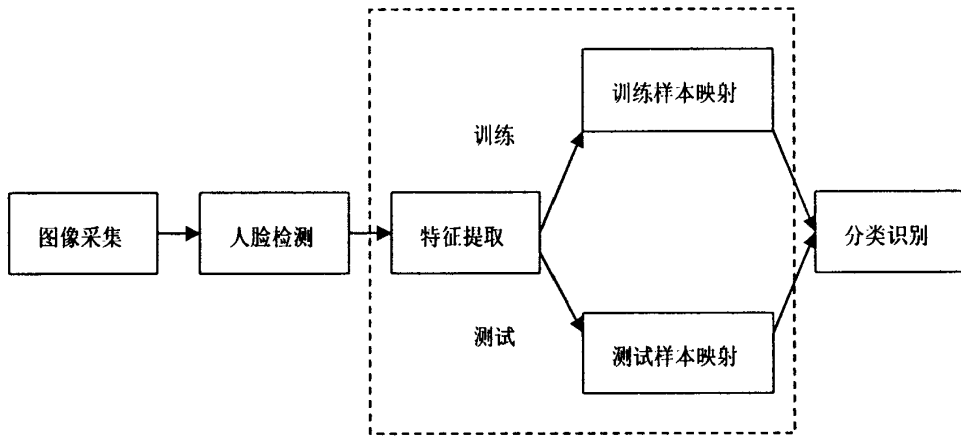 训练样本映射
训练
图像采集
人脸检测
特征提取
分类识别
测试
测试样本映射